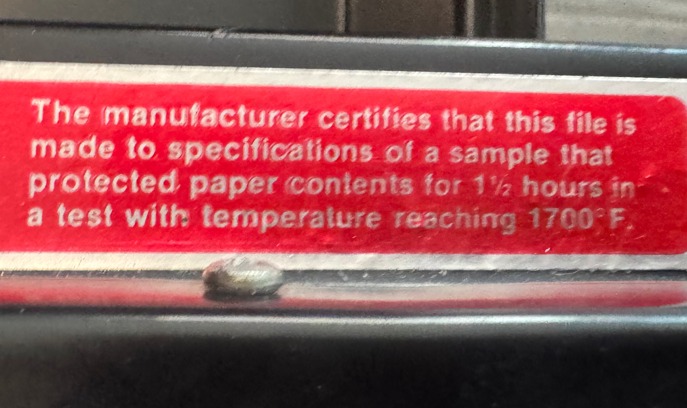 The manufacturer certifies that this file is
made to specifications of a sample that
protected paper contents for 1½ hours in
a test with temperature reaching 1700°F.